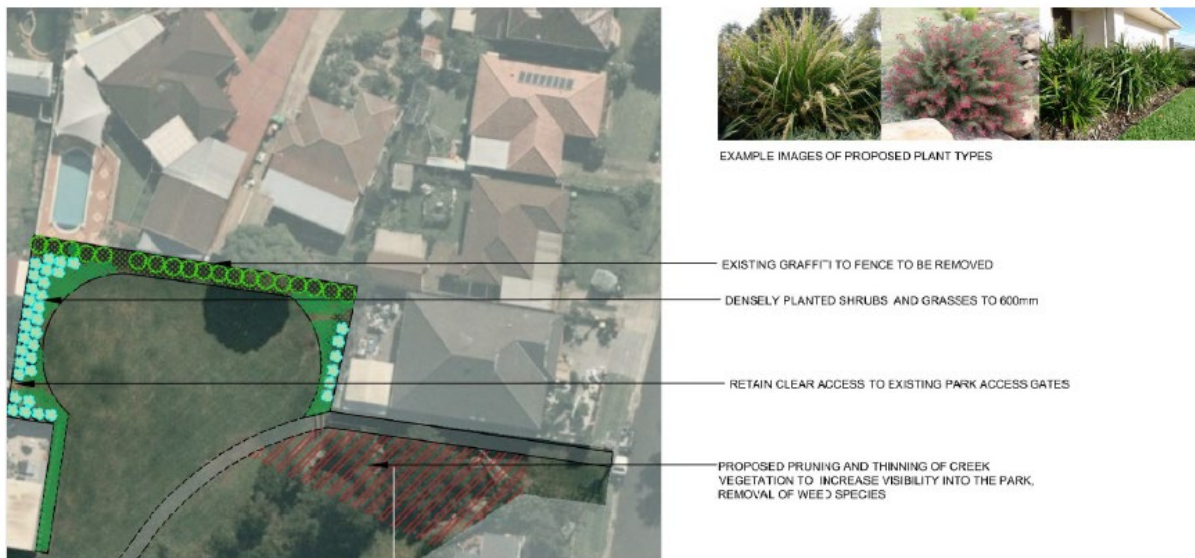 EXAMPLE IMAGES OF PROPOSED PLANT TYPES
EXISTING GRAFFITI TO FENCE TO BE REMOVED
DENSELY PLANTED SHRUBS AND GRASSES TO 600mm
RETAIN CLEAR ACCESS TO EXISTING PARK ACCESS GATES
PROPOSED PRUNING AND THINNING OF CREEK
VEGETATION TO INCREASE VISIBILITY INTO THE PARK,
REMOVAL OF WEED SPECIES